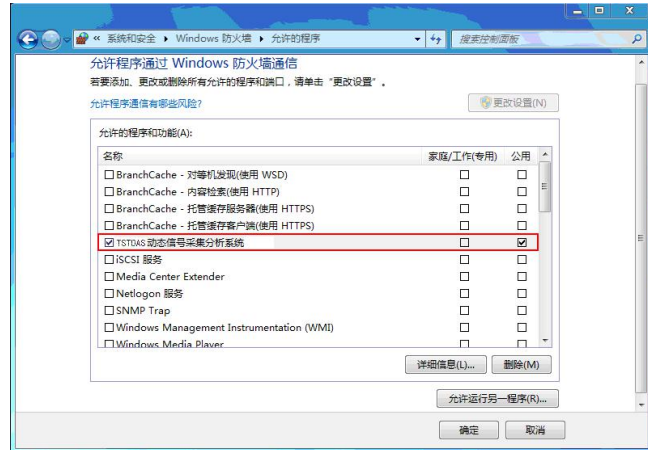 « 系统和安全 ▸ Windows 防火墙 ▸ 允许的程序
搜索控制面板
允许程序通过 Windows 防火墙通信
若要添加、更改或删除所有允许的程序和端口，请单击“更改设置”。
允许程序通信有哪些风险?
更改设置(N)
允许的程序和功能(A):
名称 家庭/工作(专用) 公用
BranchCache - 对等机发现(使用 WSD)
BranchCache - 内容检索(使用 HTTP)
BranchCache - 托管缓存服务器(使用 HTTPS)
BranchCache - 托管缓存客户端(使用 HTTPS)
TSTDAS 动态信号采集分析系统
iSCSI 服务
Media Center Extender
Netlogon 服务
SNMP Trap
Windows Management Instrumentation (WMI)
Windows Media Player
详细信息(L)... 删除(M)
允许运行另一程序(R)...
确定 取消